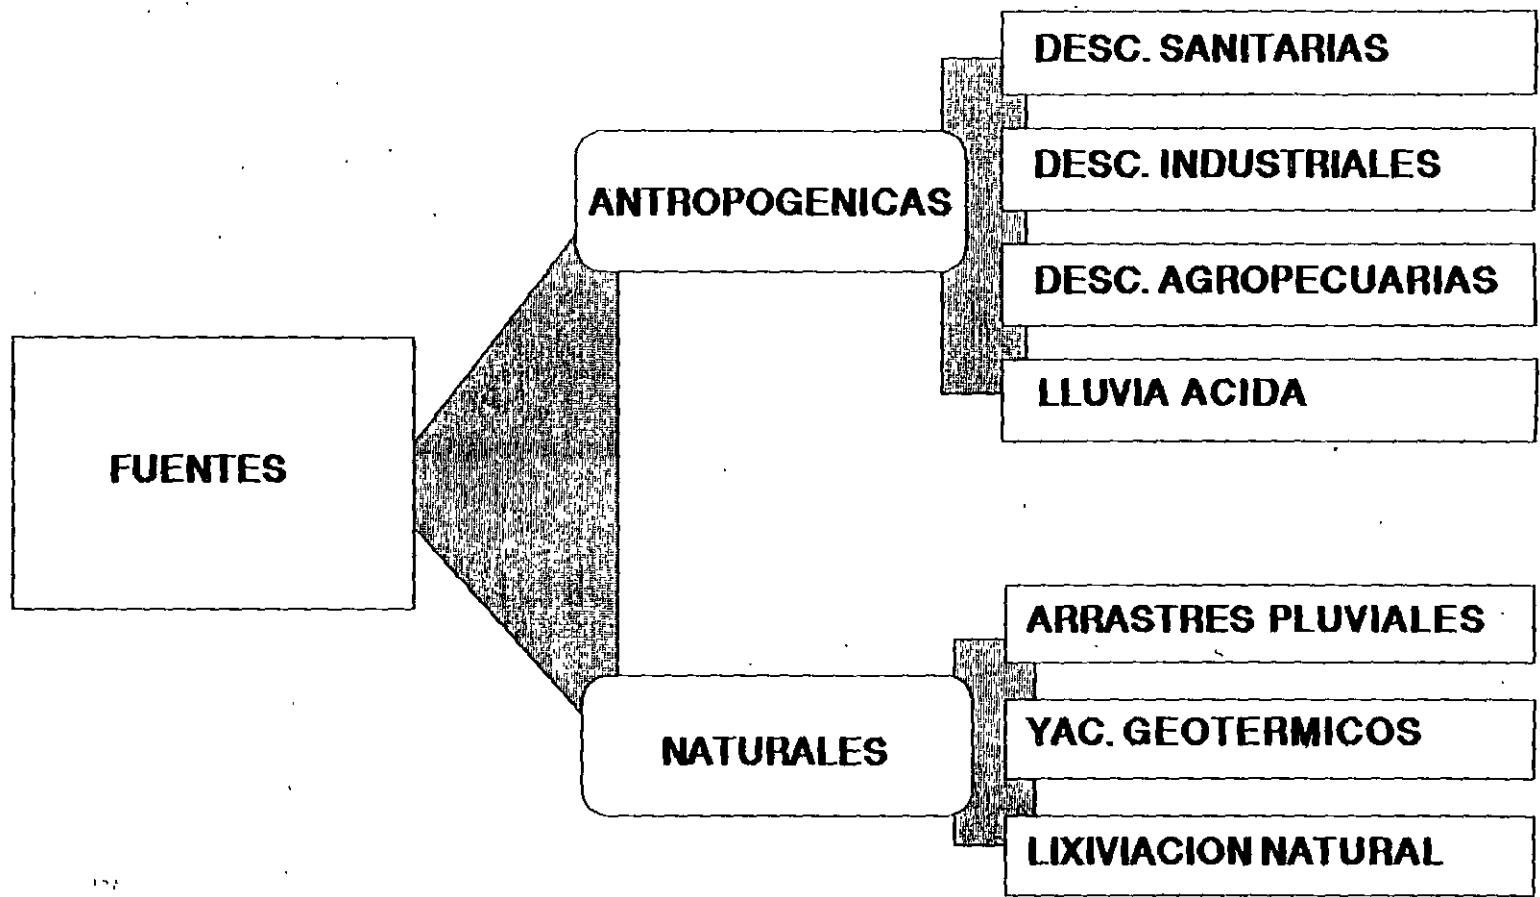 FUENTES
ANTROPOGENICAS
DESC. SANITARIAS
DESC. INDUSTRIALES
DESC. AGROPECUARIAS
LLUVIA ACIDA
NATURALES
ARRASTRES PLUVIALES
YAC. GEOTERMICOS
LIXIVIACION NATURAL